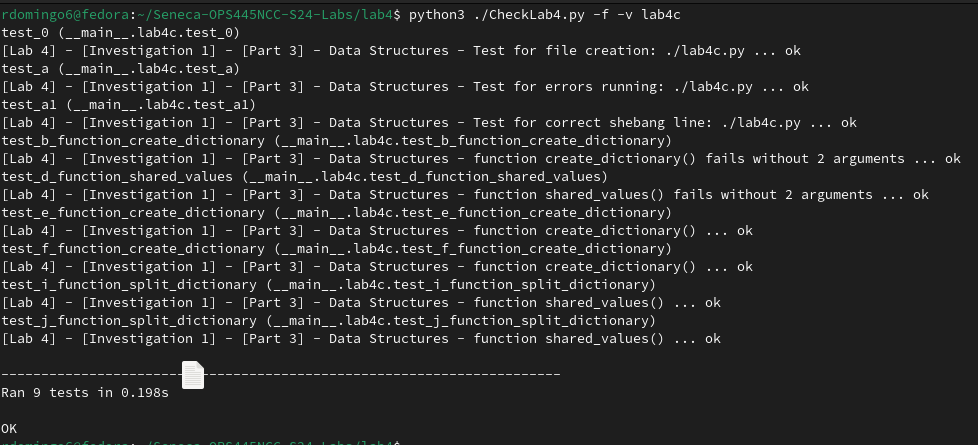 rdomingo6@fedora:~/Seneca-OPS445NCC-S24-Labs/lab4$ python3 ./CheckLab4.py -f -v lab4c
test_0 (__main__.lab4c.test_0)
[Lab 4] - [Investigation 1] - [Part 3] - Data Structures - Test for file creation: ./lab4c.py ... ok
test_a (__main__.lab4c.test_a)
[Lab 4] - [Investigation 1] - [Part 3] - Data Structures - Test for errors running: ./lab4c.py ... ok
test_a1 (__main__.lab4c.test_a1)
[Lab 4] - [Investigation 1] - [Part 3] - Data Structures - Test for correct shebang line: ./lab4c.py ... ok
test_b_function_create_dictionary (__main__.lab4c.test_b_function_create_dictionary)
[Lab 4] - [Investigation 1] - [Part 3] - Data Structures - function create_dictionary() fails without 2 arguments ... ok
test_d_function_shared_values (__main__.lab4c.test_d_function_shared_values)
[Lab 4] - [Investigation 1] - [Part 3] - Data Structures - function shared_values() fails without 2 arguments ... ok
test_e_function_create_dictionary (__main__.lab4c.test_e_function_create_dictionary)
[Lab 4] - [Investigation 1] - [Part 3] - Data Structures - function create_dictionary() ... ok
test_f_function_create_dictionary (__main__.lab4c.test_f_function_create_dictionary)
[Lab 4] - [Investigation 1] - [Part 3] - Data Structures - function create_dictionary() ... ok
test_i_function_split_dictionary (__main__.lab4c.test_i_function_split_dictionary)
[Lab 4] - [Investigation 1] - [Part 3] - Data Structures - function shared_values() ... ok
test_j_function_split_dictionary (__main__.lab4c.test_j_function_split_dictionary)
[Lab 4] - [Investigation 1] - [Part 3] - Data Structures - function shared_values() ... ok
----------------------------------------------------------------------
Ran 9 tests in 0.198s
OK
rdomingo6@fedora:~/Seneca-OPS445NCC-S24-Labs/lab4$